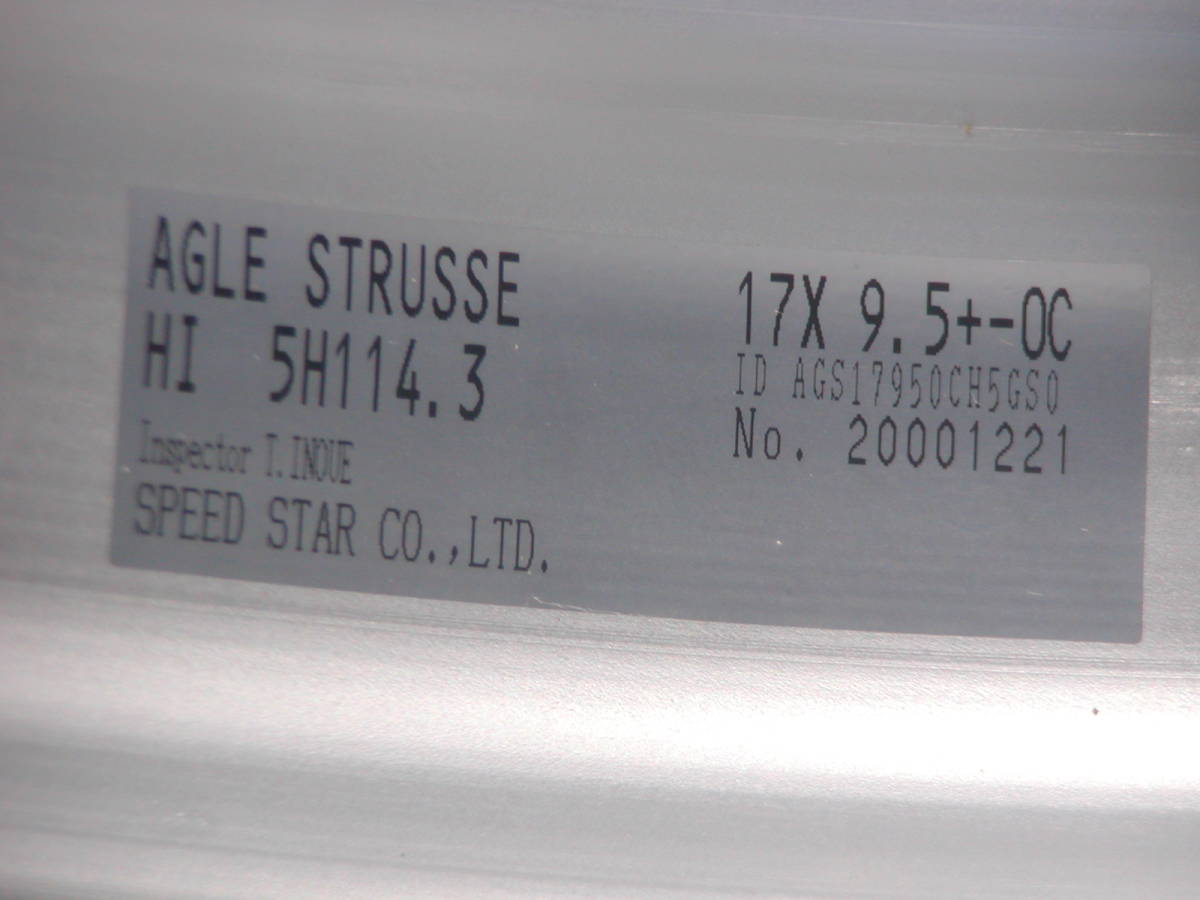 AGLE STRUSSE
HI 5H114.3
Inspector T.INOUE
SPEED STAR CO.,LTD.
17X 9.5+-0C
ID AGS17950CH5GS0
No. 20001221